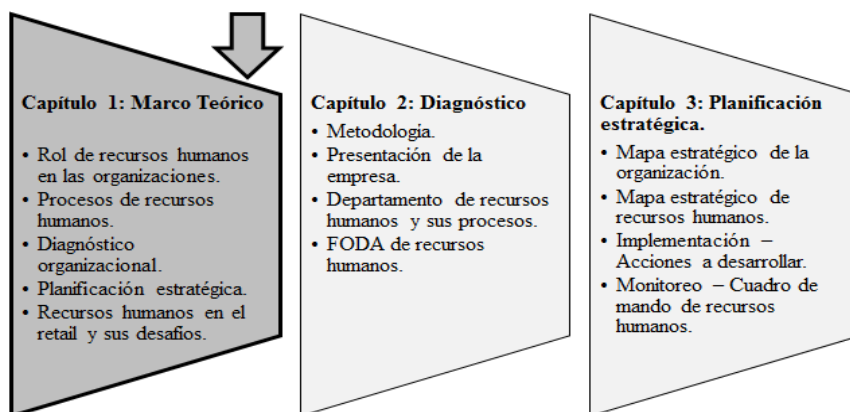 Capítulo 1: Marco Teórico
• Rol de recursos humanos
en las organizaciones.
• Procesos de recursos
humanos.
• Diagnóstico
organizacional.
• Planificación estratégica.
• Recursos humanos en el
retail y sus desafíos.
Capítulo 2: Diagnóstico
• Metodologia.
• Presentación de la
empresa.
• Departamento de recursos
humanos y sus procesos.
• FODA de recursos
humanos.
Capítulo 3: Planificación
estratégica.
• Mapa estratégico de la
organización.
• Mapa estratégico de
recursos humanos.
• Implementación –
Acciones a desarrollar.
• Monitoreo – Cuadro de
mando de recursos
humanos.